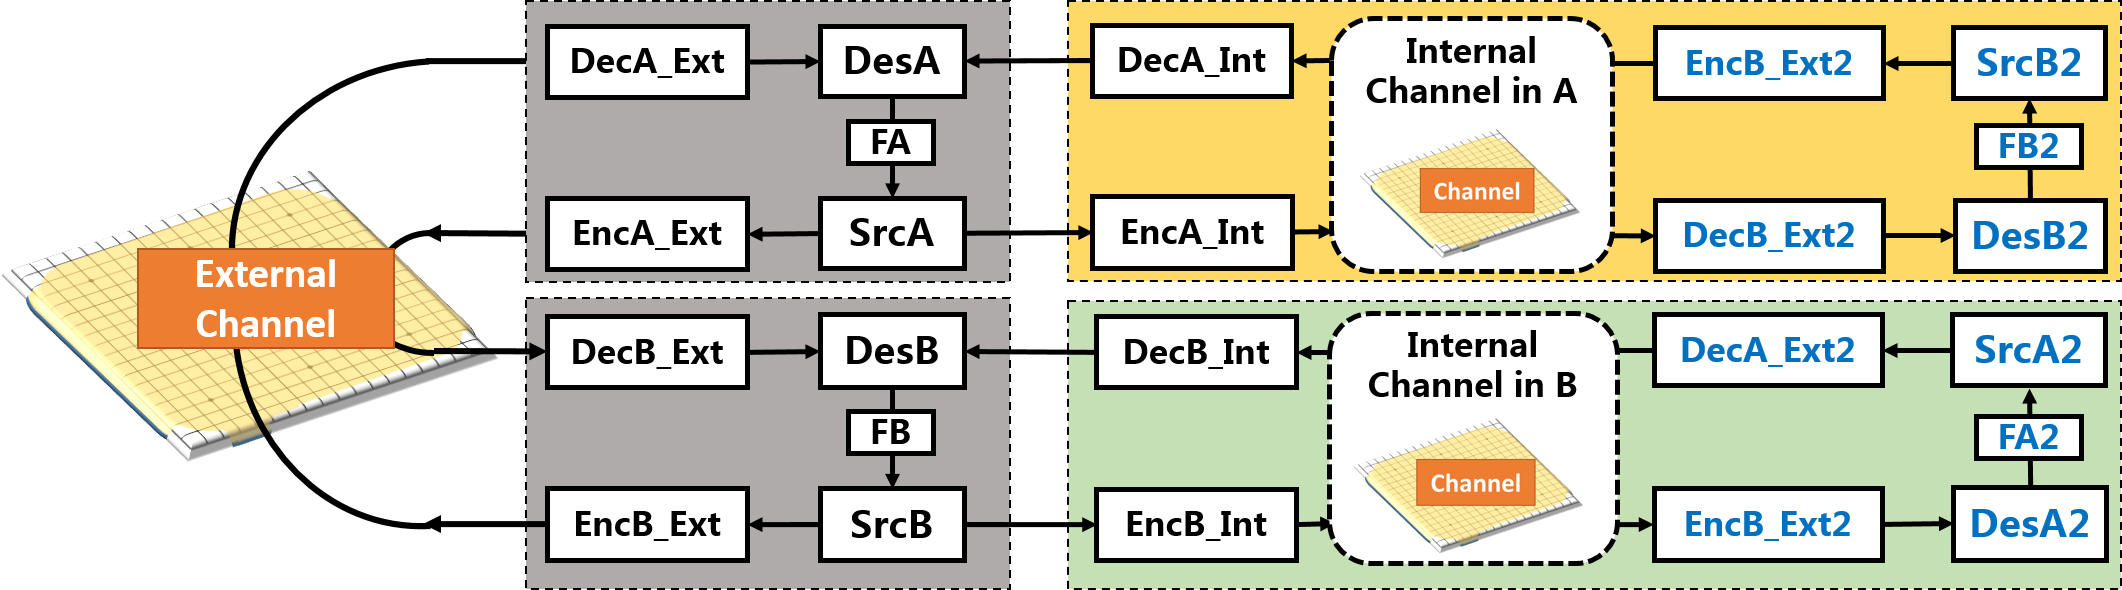 DecA_Ext
DesA
DecA_Int
Internal
Channel in A
EncB_Ext2
SrcB2
FA
FB2
Channel
EncA_Ext
SrcA
EncA_Int
DecB_Ext2
DesB2
External
Channel
DecB_Ext
DesB
DecB_Int
Internal
Channel in B
DecA_Ext2
SrcA2
FB
FA2
Channel
EncB_Ext
SrcB
EncB_Int
EncB_Ext2
DesA2